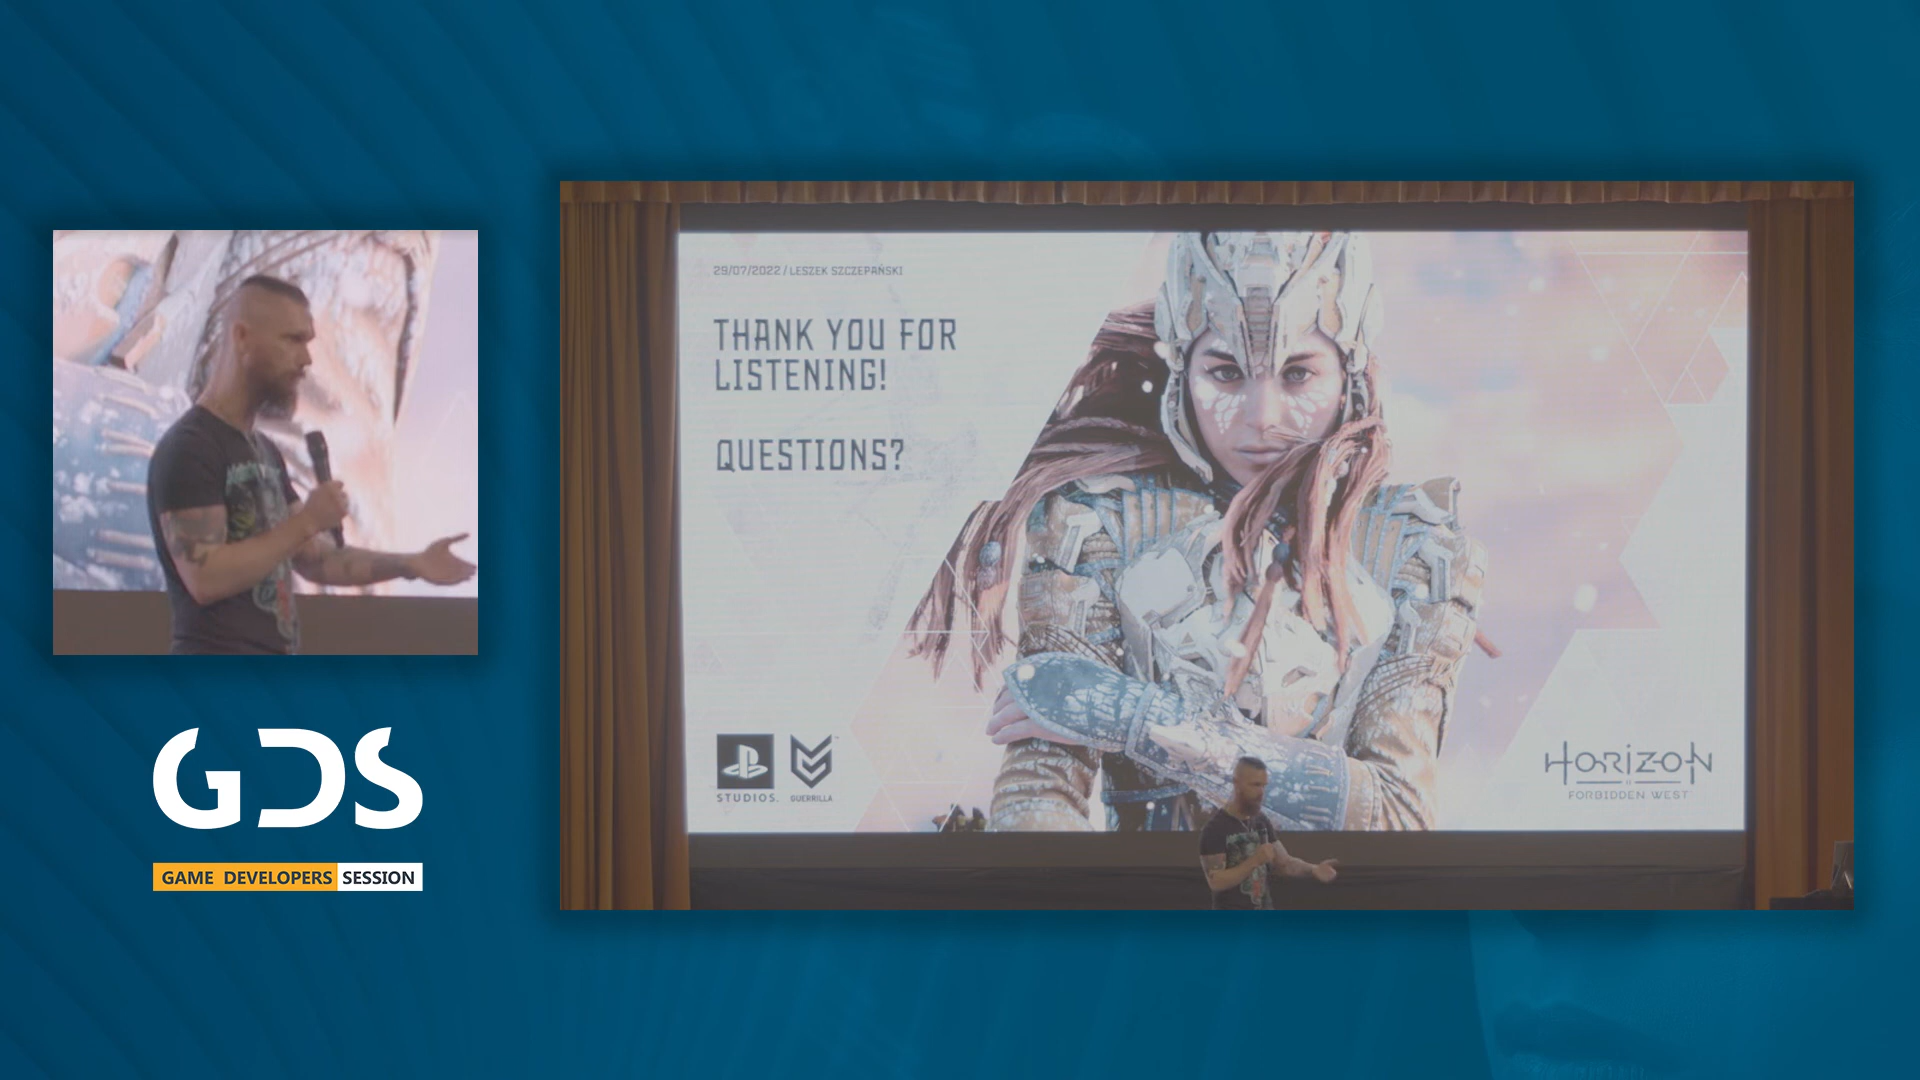 29/07/2022 / LESZEK SZCZEPAŃSKI
THANK YOU FOR
LISTENING!
QUESTIONS?
STUDIOS.
GUERRILLA
HORIZON
FORBIDDEN WEST
GDS
GAME DEVELOPERS SESSION